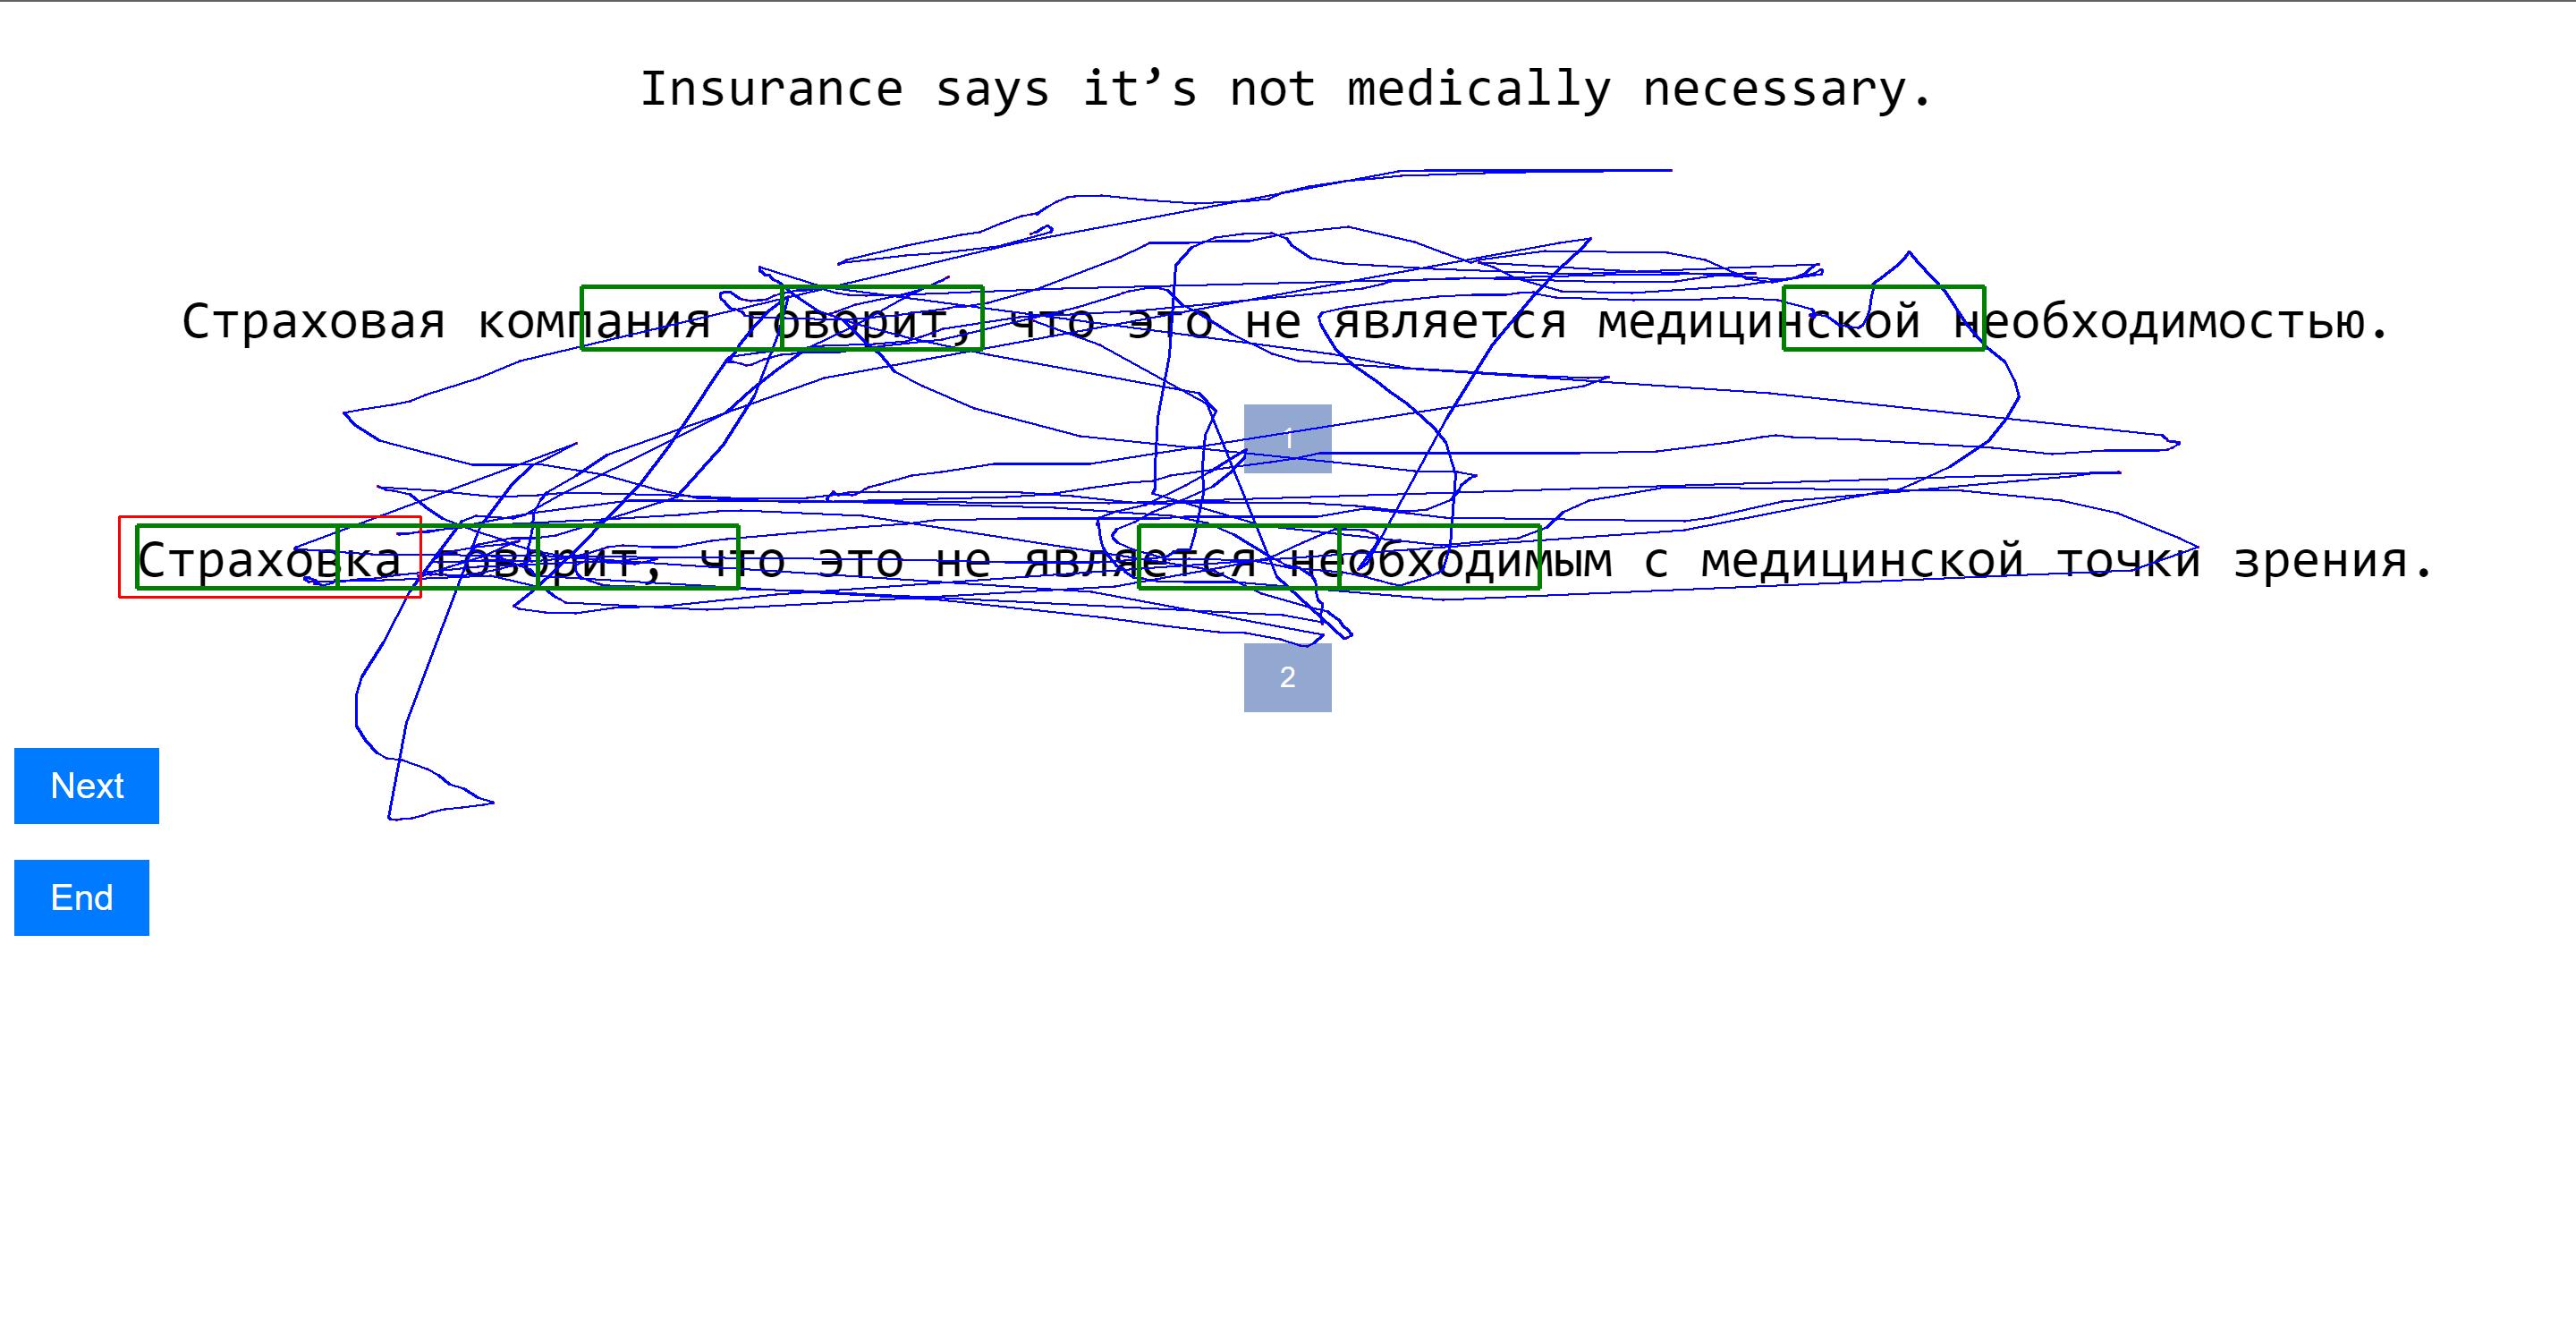 Insurance says it’s not medically necessary.
Страховая компания говорит, что это не является медицинской необходимостью.
1
Страховка говорит, что это не является необходимым с медицинской точки зрения.
2
Next
End